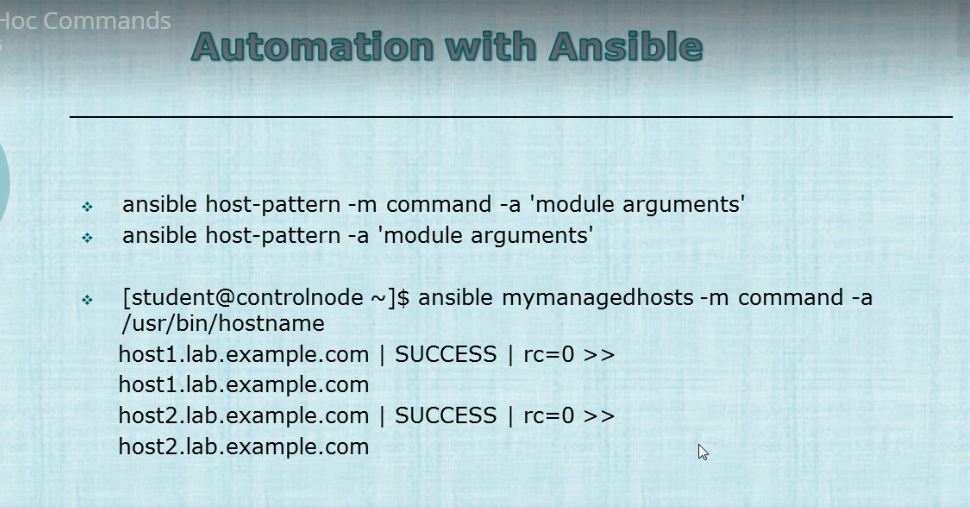 Hoc Commands
Automation with Ansible
ansible host-pattern -m command -a 'module arguments'
ansible host-pattern -a 'module arguments'
[student@controlnode ~]$ ansible mymanagedhosts -m command -a
/usr/bin/hostname
host1.lab.example.com | SUCCESS | rc=0 >>
host1.lab.example.com
host2.lab.example.com | SUCCESS | rc=0 >>
host2.lab.example.com